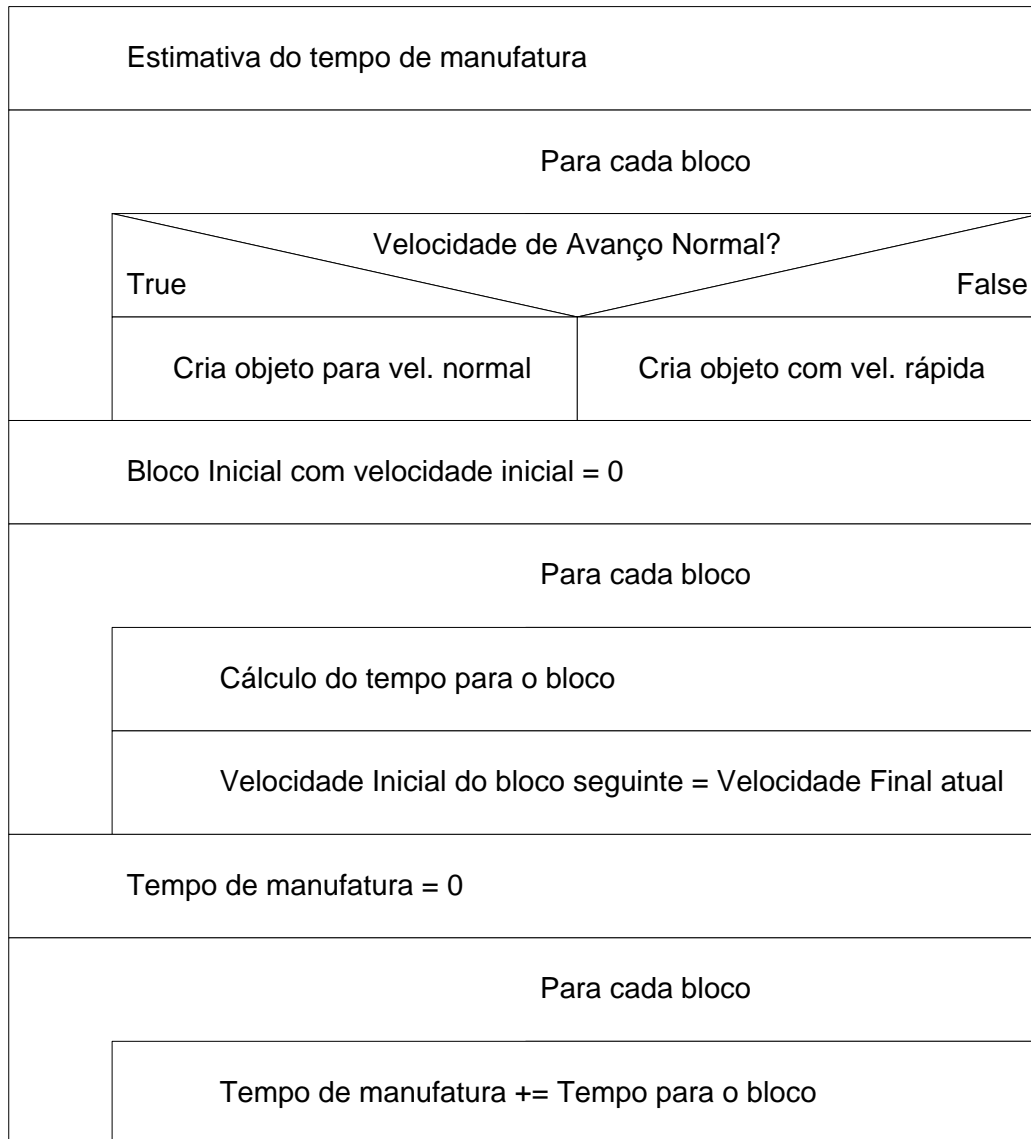 Estimativa do tempo de manufatura
Para cada bloco
Velocidade de Avanço Normal?
True
False
Cria objeto para vel. normal
Cria objeto com vel. rápida
Bloco Inicial com velocidade inicial = 0
Para cada bloco
Cálculo do tempo para o bloco
Velocidade Inicial do bloco seguinte = Velocidade Final atual
Tempo de manufatura = 0
Para cada bloco
Tempo de manufatura += Tempo para o bloco